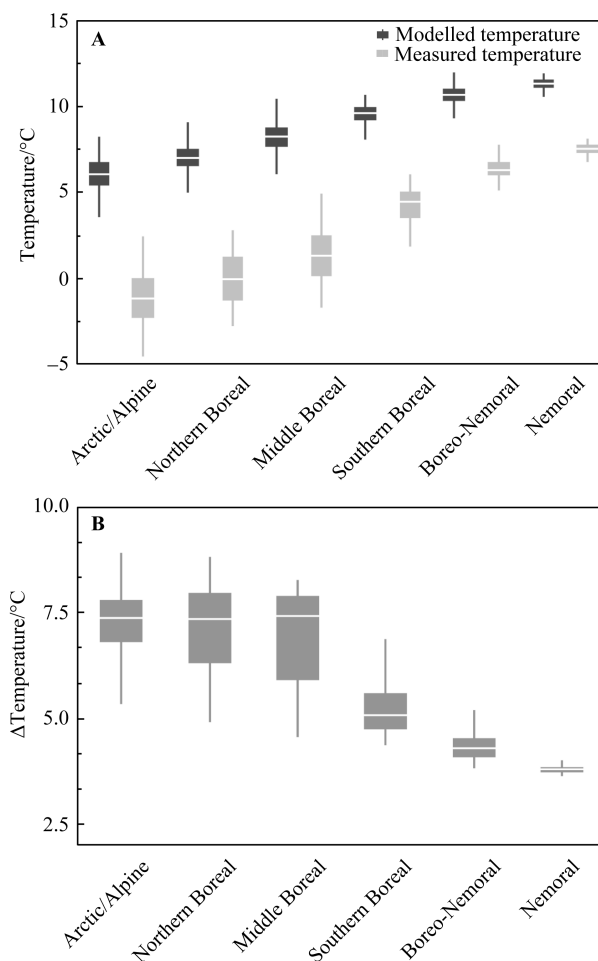 A
Modelled temperature
Measured temperature
15
10
5
0
–5
Temperature/°C
Arctic/Alpine
Northern Boreal
Middle Boreal
Southern Boreal
Boreo-Nemoral
Nemoral
B
10.0
7.5
5.0
2.5
ΔTemperature/°C
Arctic/Alpine
Northern Boreal
Middle Boreal
Southern Boreal
Boreo-Nemoral
Nemoral